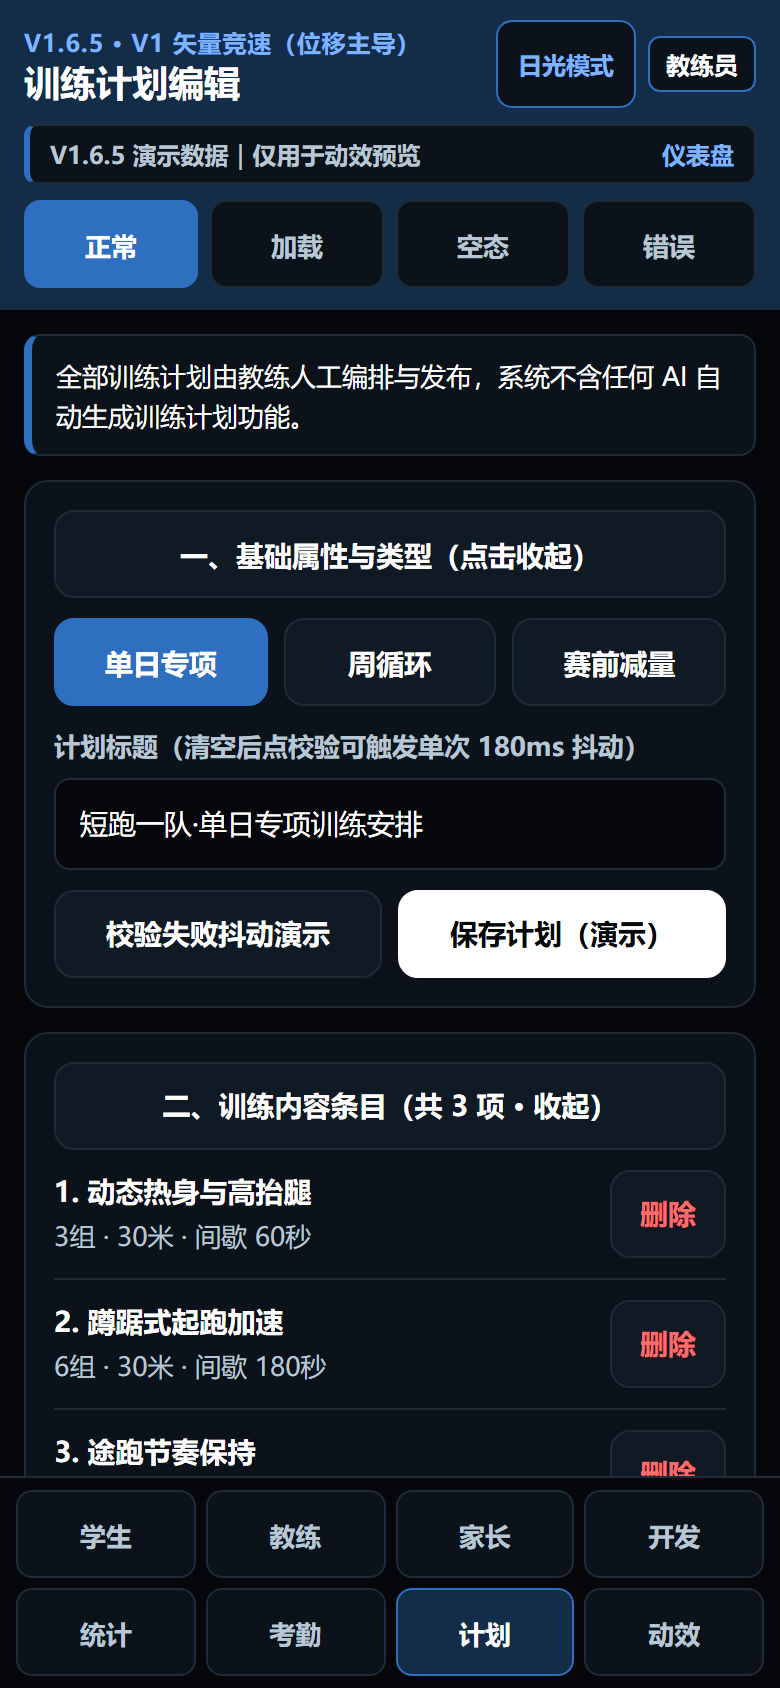 V1.6.5 • V1 矢量竞速（位移主导）
训练计划编辑
日光模式
教练员
V1.6.5 演示数据 | 仅用于动效预览
仪表盘
正常
加载
空态
错误
全部训练计划由教练人工编排与发布，系统不含任何 AI 自
动生成训练计划功能。
一、基础属性与类型（点击收起）
单日专项
周循环
赛前减量
计划标题（清空后点校验可触发单次 180ms 抖动）
短跑一队·单日专项训练安排
校验失败抖动演示
保存计划（演示）
二、训练内容条目（共 3 项 • 收起）
1. 动态热身与高抬腿
3组 · 30米 · 间歇 60秒
删除
2. 蹲踞式起跑加速
6组 · 30米 · 间歇 180秒
删除
3. 途跑节奏保持
删除
学生
教练
家长
开发
统计
考勤
计划
动效